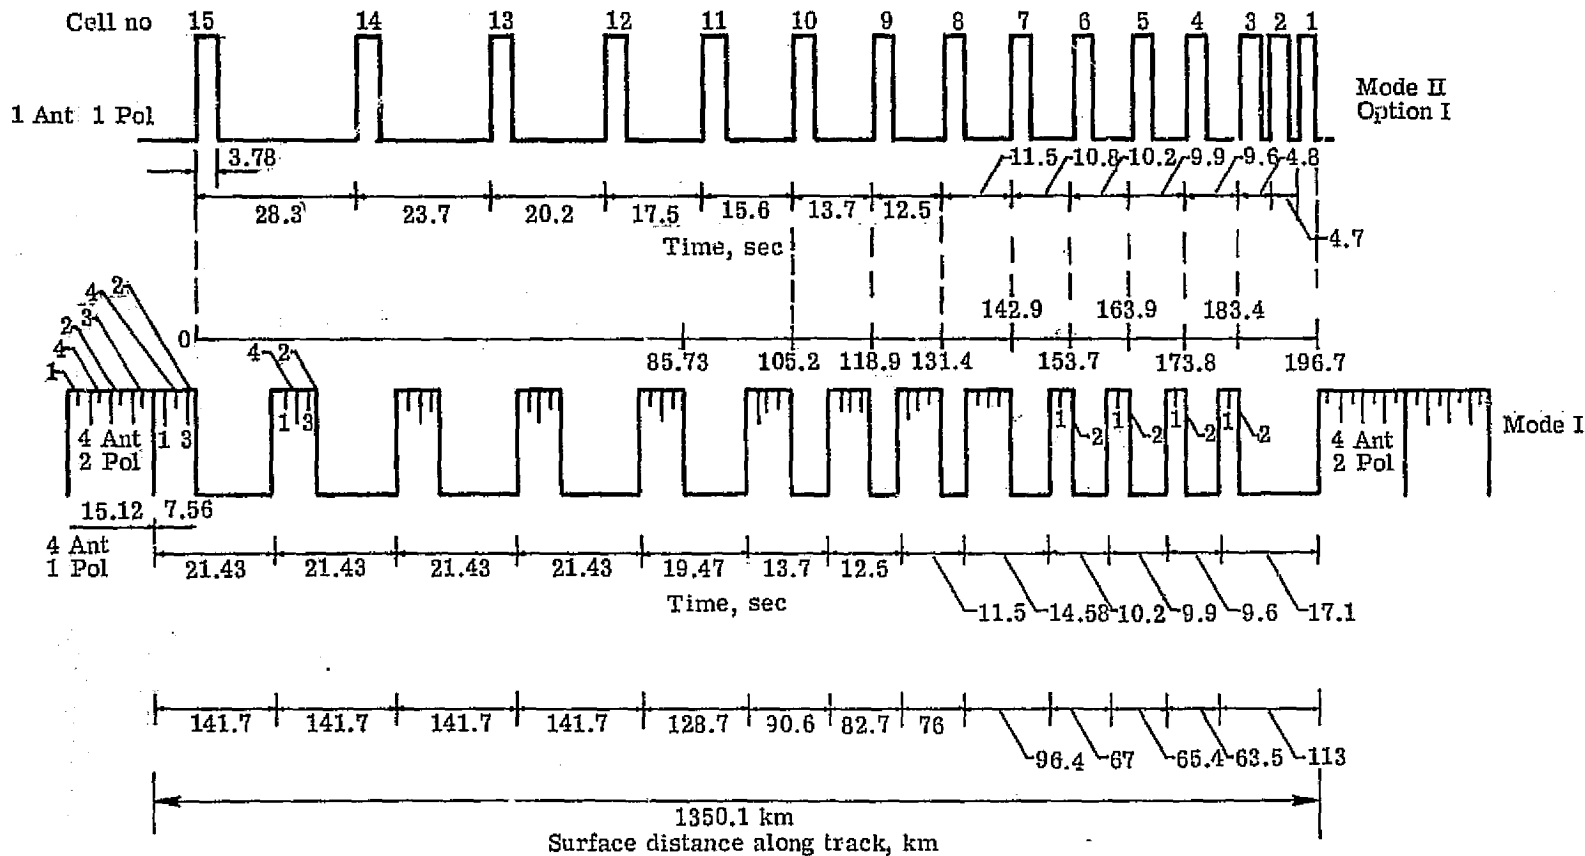 Cell no 15 14 13 12 11 10 9 8 7 6 5 4 3 2 1
Mode II
1 Ant 1 Pol Option I
3.78 11.5 10.8 10.2 9.9 9.6 4.8
28.3 23.7 20.2 17.5 15.6 13.7 12.5
Time, sec 4.7
4 2
2 3 142.9 163.9 183.4
4 0 4 2
1 85.73 105.2 118.9 131.4 153.7 173.8 196.7
4 Ant 1 3 1 3 1 2 1 2 1 2 1 2 4 Ant Mode I
2 Pol 2 Pol
15.12 7.56
4 Ant
1 Pol 21.43 21.43 21.43 21.43 19.47 13.7 12.5
Time, sec 11.5 14.58 10.2 9.9 9.6 17.1
141.7 141.7 141.7 141.7 128.7 90.6 82.7 76
96.4 67 65.4 63.5 113
1350.1 km
Surface distance along track, km